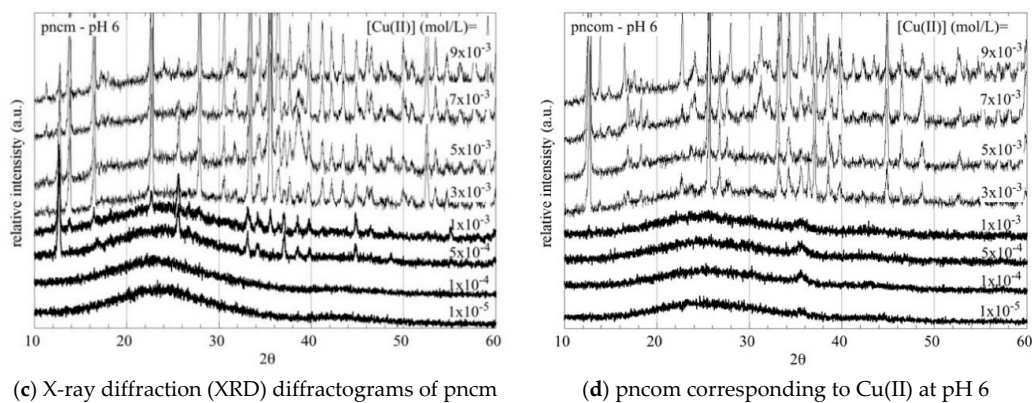 pncm - pH 6 [Cu(II)] (mol/L)=
9x10-3
7x10-3
5x10-3
3x10-3
1x10-3
5x10-4
1x10-4
1x10-5
relative intensisty (a.u.)
10 20 30 40 50 60
2θ
(c) X-ray diffraction (XRD) diffractograms of pncm
pncom - pH 6 [Cu(II)] (mol/L)=
9x10-3
7x10-3
5x10-3
3x10-3
1x10-3
5x10-4
1x10-4
1x10-5
relative intensity (a.u.)
10 20 30 40 50 60
2θ
(d) pncom corresponding to Cu(II) at pH 6